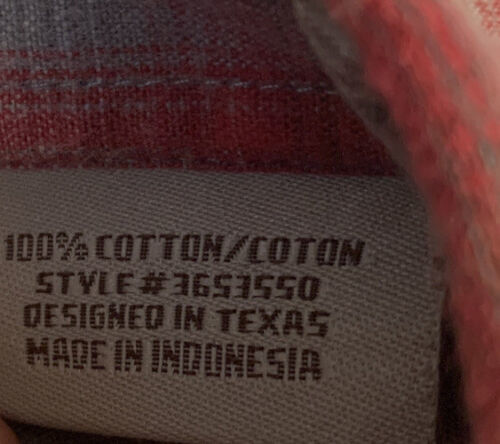 100% COTTON/COTON
STYLE#3653550
DESIGNED IN TEXAS
MADE IN INDONESIA